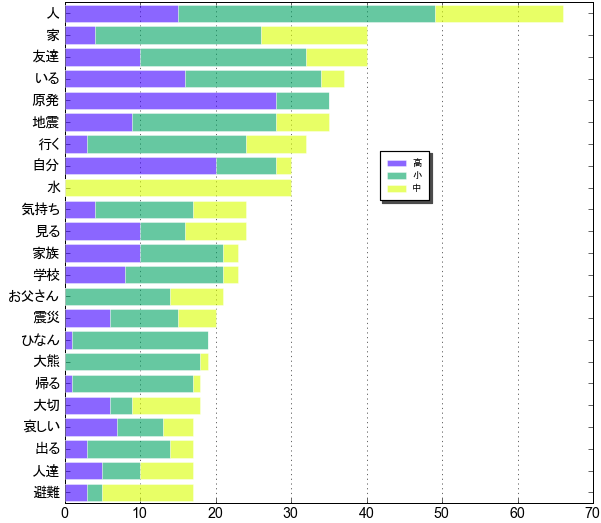 人
家
友達
いる
原発
地震
行く
自分
水
気持ち
見る
家族
学校
お父さん
震災
ひなん
大熊
帰る
大切
哀しい
出る
人達
避難
高
小
中
0 10 20 30 40 50 60 70